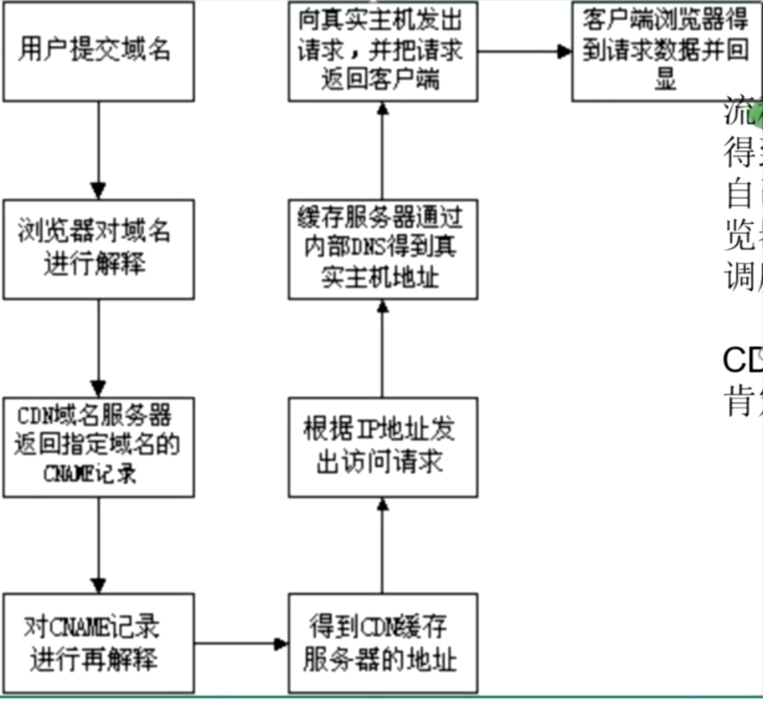 用户提交域名
浏览器对域名
进行解释
CDN域名服务器
返回指定域名的
CNAME记录
对CNAME记录
进行再解释
得到CDN缓存
服务器的地址
根据IP地址发
出访问请求
缓存服务器通过
内部DNS得到真
实主机地址
向真实主机发出
请求，并把请求
返回客户端
客户端浏览器得
到请求数据并回
显
流
得
自
览
调
CD
肯